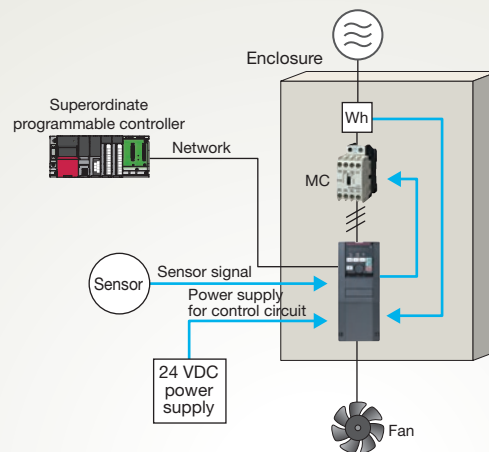 Enclosure
Wh
Superordinate
programmable controller
Network
MC
Sensor
Sensor signal
Power supply
for control circuit
24 VDC
power
supply
Fan